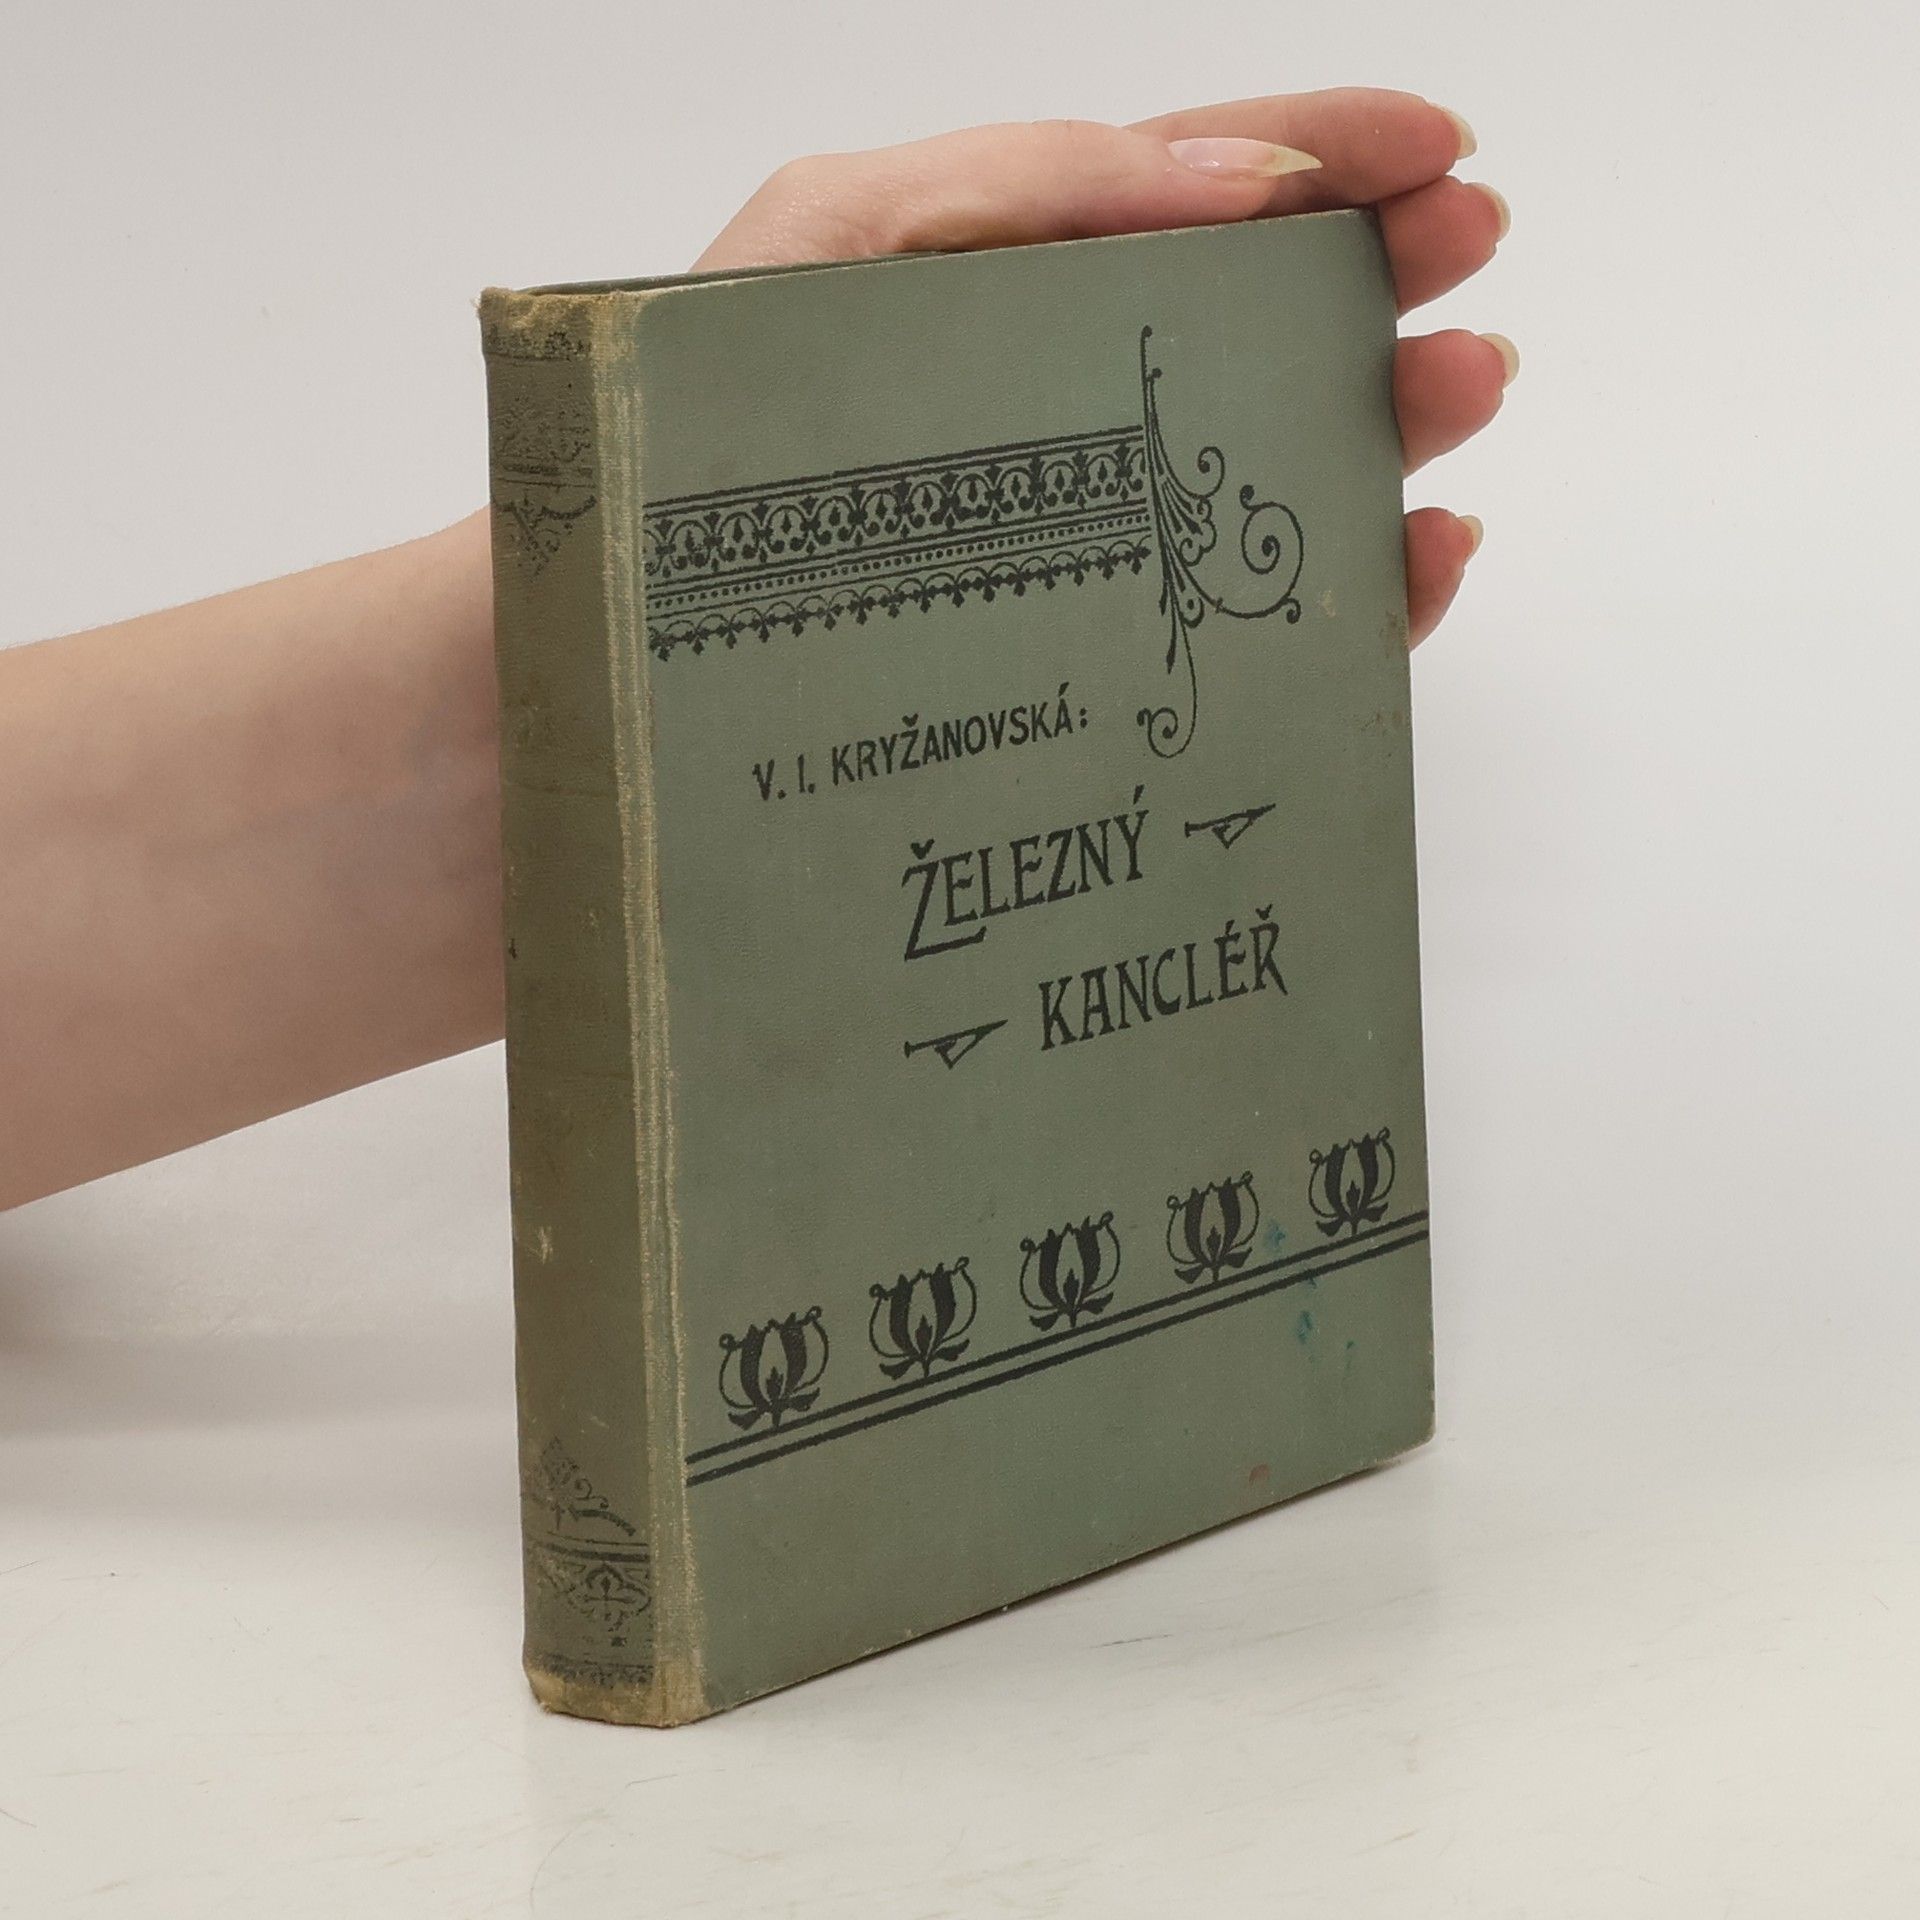 V. I. KRYŽANOVSKÁ:
ŽELEZNÝ
KANCLÉŘ